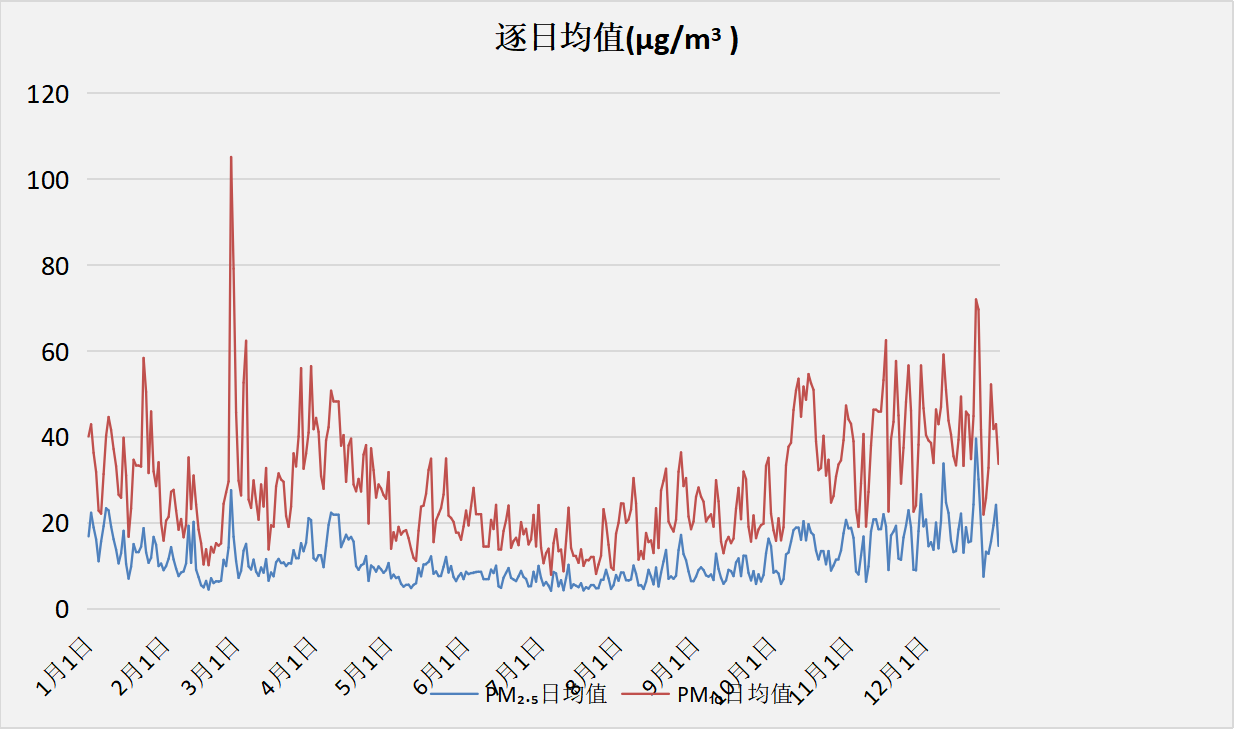 逐日均值(μg/m³ )
120
100
80
60
40
20
0
1月1日
2月1日
3月1日
4月1日
5月1日
6月1日
7月1日
8月1日
9月1日
10月1日
11月1日
12月1日
PM₂.₅日均值
PM₁₀日均值